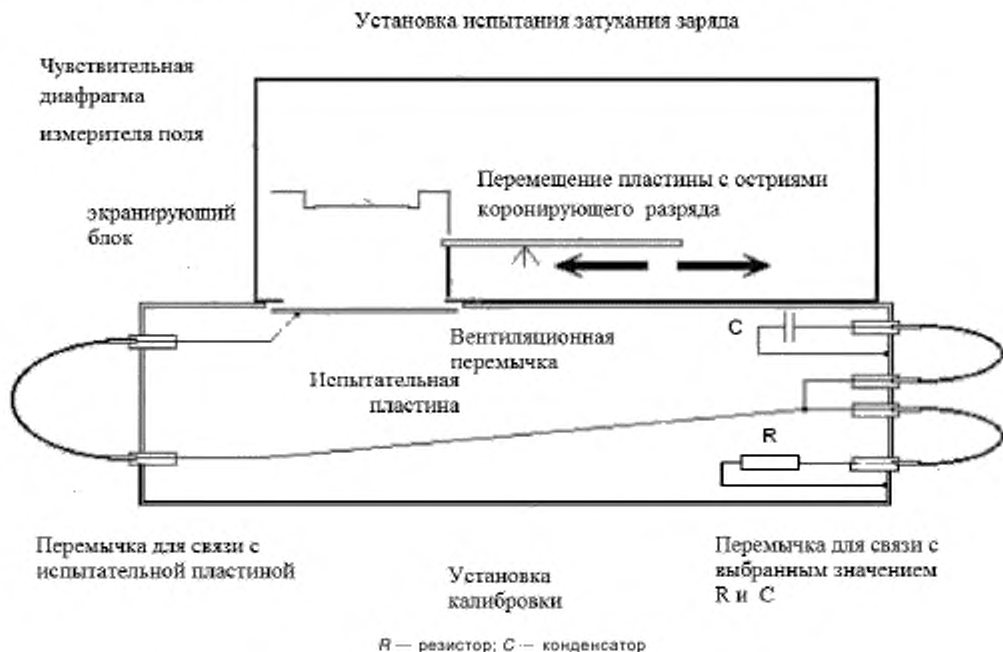 Установка испытания затухания заряда
Чувствительная
диафрагма
измерителя поля
экранирующий
блок
Перемещение пластины с остриями
коронирующего разряда
Вентиляционная
перемычка
C
Испытательная
пластина
R
Перемычка для связи с
испытательной пластиной
Установка
калибровки
Перемычка для связи с
выбранным значением
R и C
R — резистор; C — конденсатор